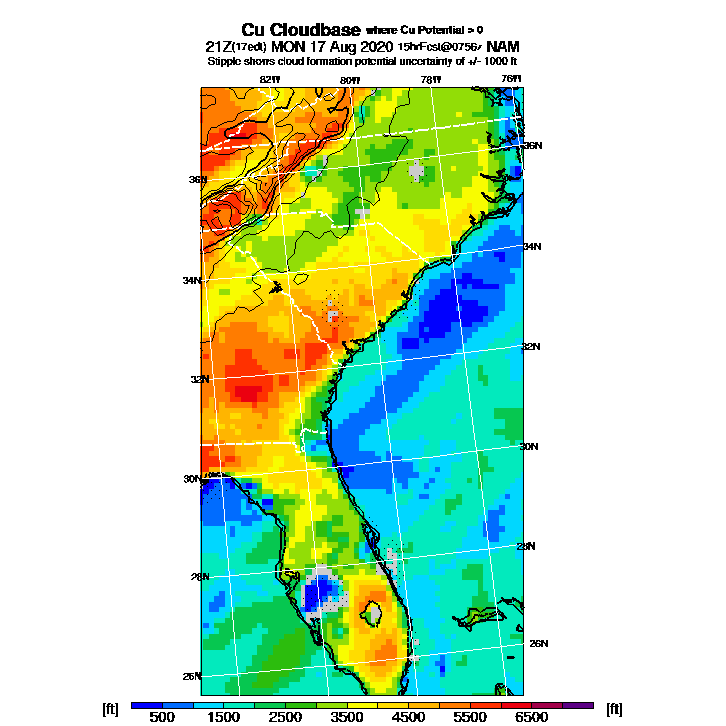 Cu Cloudbase where Cu Potential > 0
21Z(17edt) MON 17 Aug 2020 15hrFcst@0756z NAM
Stipple shows cloud formation potential uncertainty of +/- 1000 ft
82W 80W 78W 76W
36N 36N
34N 34N
32N 32N
30N 30N
28N 28N
26N 26N
[ft] 500 1500 2500 3500 4500 5500 6500 [ft]